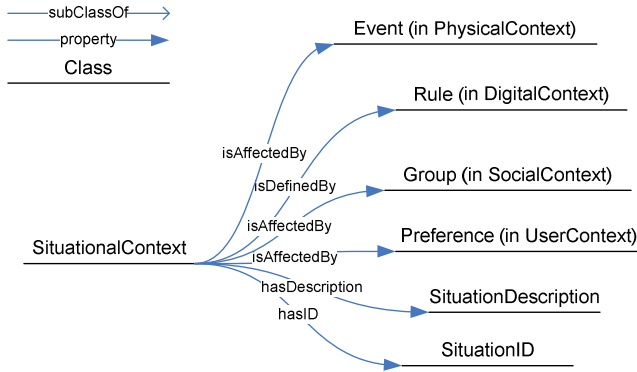 subClassOf
property
Class
Event (in PhysicalContext)
Rule (in DigitalContext)
isAffectedBy
isDefinedBy
Group (in SocialContext)
isAffectedBy
Preference (in UserContext)
SituationalContext
isAffectedBy
hasDescription
SituationDescription
hasID
SituationID